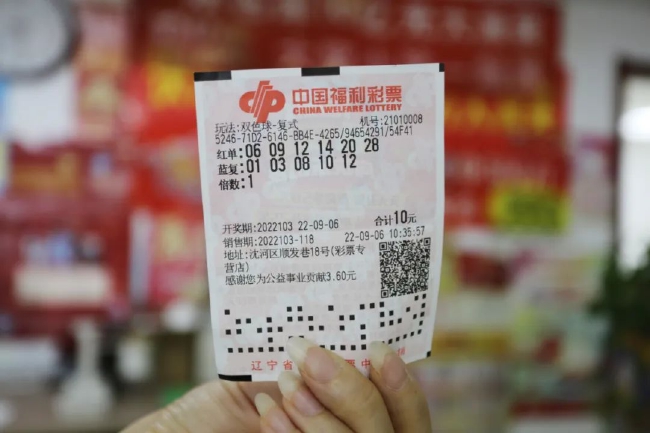 中国福利彩票
CHINA WELFARE LOTTERY
玩法:双色球-复式 机号:21010008
5246-71D2-6146-BB4E-4265/94654291/54F41
红单:06 09 12 14 20 28
蓝复:01 03 08 10 12
倍数:1
开奖期:2022103 22-09-06 合计10元
销售期:2022103-118 22-09-06 10:35:57
地址:沈河区顺发巷18号(彩票专
营店)
感谢您为公益事业贡献3.60元
辽宁省